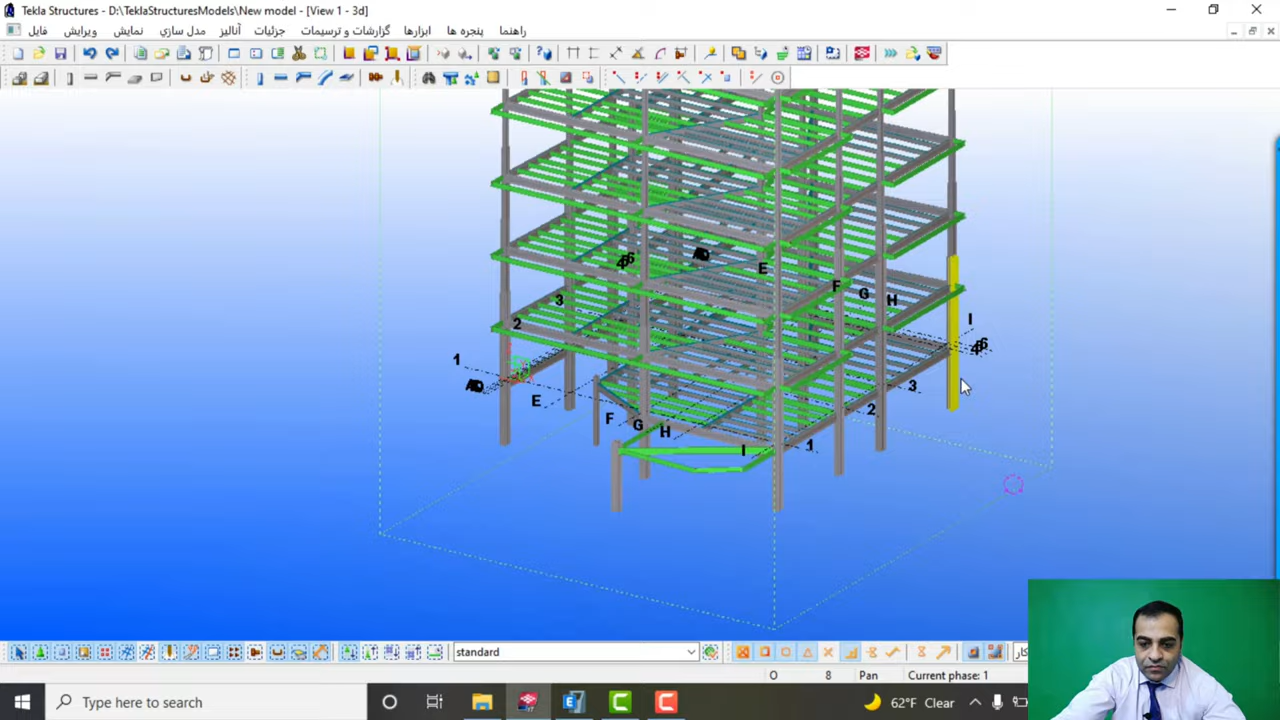 Tekla Structures - D:\TeklaStructuresModels\New model - [View 1 - 3d]
فایل ویرایش نمایش مدل سازي آنالیز جزئیات گزارشات و ترسیمات ابزارها پنجره ها راهنما
E
F
G
H
I
3
2
1
E
F
G
H
I
1
2
3
standard
O 8 Pan Current phase: 1
Type here to search
62°F Clear